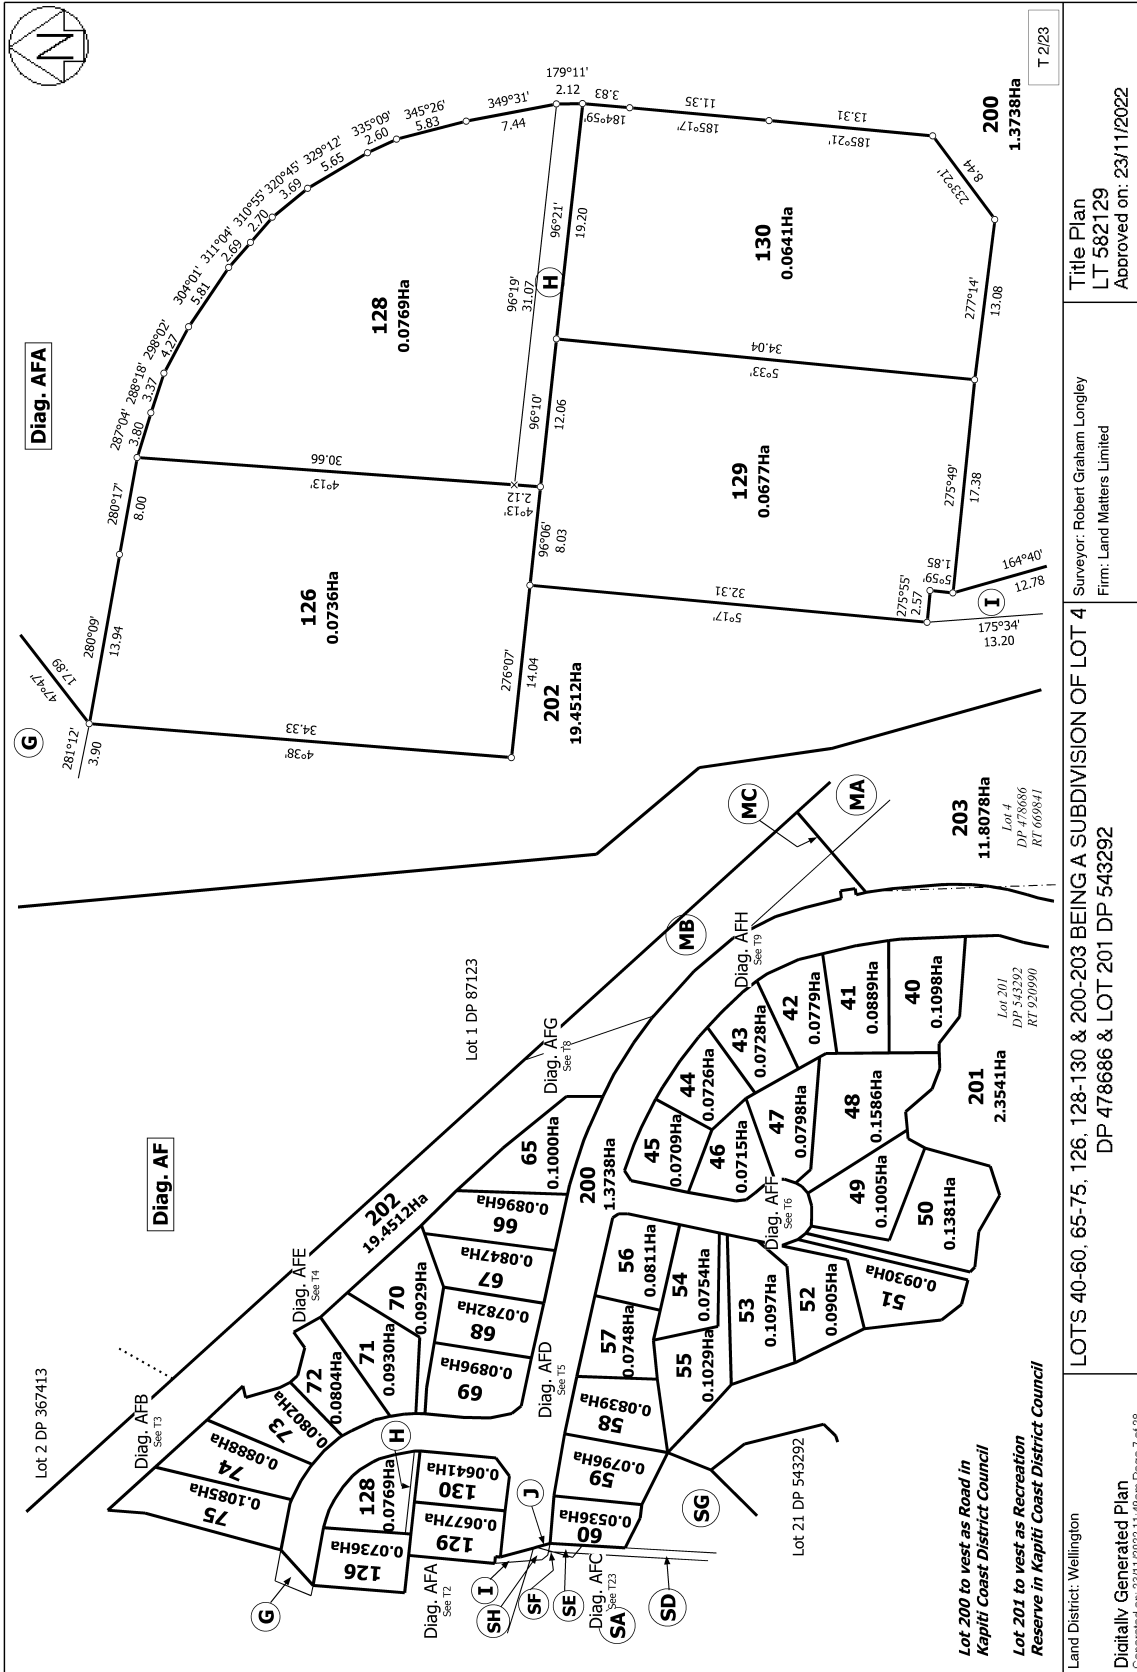 N
Diag. AFA
T 2/23
G
281°12'
3.90
47°47'
17.89
280°09'
13.94
280°17'
8.00
287°04'
3.80
288°18'
3.37
298°02'
4.27
304°01'
5.81
311°04'
2.69
310°55'
2.70
320°45'
3.69
329°12'
5.65
335°09'
2.60
345°26'
5.83
349°31'
7.44
179°11'
2.12
184°59'
3.83
185°17'
11.35
185°21'
13.31
233°21'
8.44
277°14'
13.08
275°49'
17.38
5°59'
1.85
275°55'
2.57
164°40'
12.78
I
175°34'
13.20
4°38'
34.33
4°13'
30.66
4°13'
2.12
96°19'
31.07
96°21'
19.20
H
96°10'
12.06
96°06'
8.03
276°07'
14.04
5°17'
32.31
5°33'
34.04
126
0.0736Ha
128
0.0769Ha
129
0.0677Ha
130
0.0641Ha
200
1.3738Ha
202
19.4512Ha
Diag. AF
Lot 2 DP 367413
Lot 1 DP 87123
Lot 21 DP 543292
Diag. AFB
See T3
Diag. AFE
See T4
Diag. AFG
See T8
Diag. AFH
See T9
Diag. AFD
See T5
Diag. AFF
See T6
Diag. AFA
See T2
Diag. AFC
See T23
MA
MB
MC
G
H
I
J
SH
SF
SE
SA
SD
SG
203
11.8078Ha
Lot 4
DP 478686
RT 669841
Lot 201
DP 543292
RT 920990
201
2.3541Ha
202
19.4512Ha
200
1.3738Ha
75
0.1085Ha
74
0.0888Ha
73
0.0802Ha
72
0.0804Ha
71
0.0930Ha
70
0.0929Ha
69
0.0896Ha
68
0.0782Ha
67
0.0847Ha
66
0.0896Ha
65
0.1000Ha
126
0.0736Ha
128
0.0769Ha
129
0.0677Ha
130
0.0641Ha
60
0.0536Ha
59
0.0796Ha
58
0.0839Ha
57
0.0748Ha
56
0.0811Ha
55
0.1029Ha
54
0.0754Ha
53
0.1097Ha
52
0.0905Ha
51
0.0930Ha
50
0.1381Ha
49
0.1005Ha
48
0.1586Ha
47
0.0798Ha
46
0.0715Ha
45
0.0709Ha
44
0.0726Ha
43
0.0728Ha
42
0.0779Ha
41
0.0889Ha
40
0.1098Ha
Lot 200 to vest as Road in
Kapiti Coast District Council
Lot 201 to vest as Recreation
Reserve in Kapiti Coast District Council
Land District: Wellington
Digitally Generated Plan
LOTS 40-60, 65-75, 126, 128-130 & 200-203 BEING A SUBDIVISION OF LOT 4
DP 478686 & LOT 201 DP 543292
Surveyor: Robert Graham Longley
Firm: Land Matters Limited
Title Plan
LT 582129
Approved on: 23/11/2022